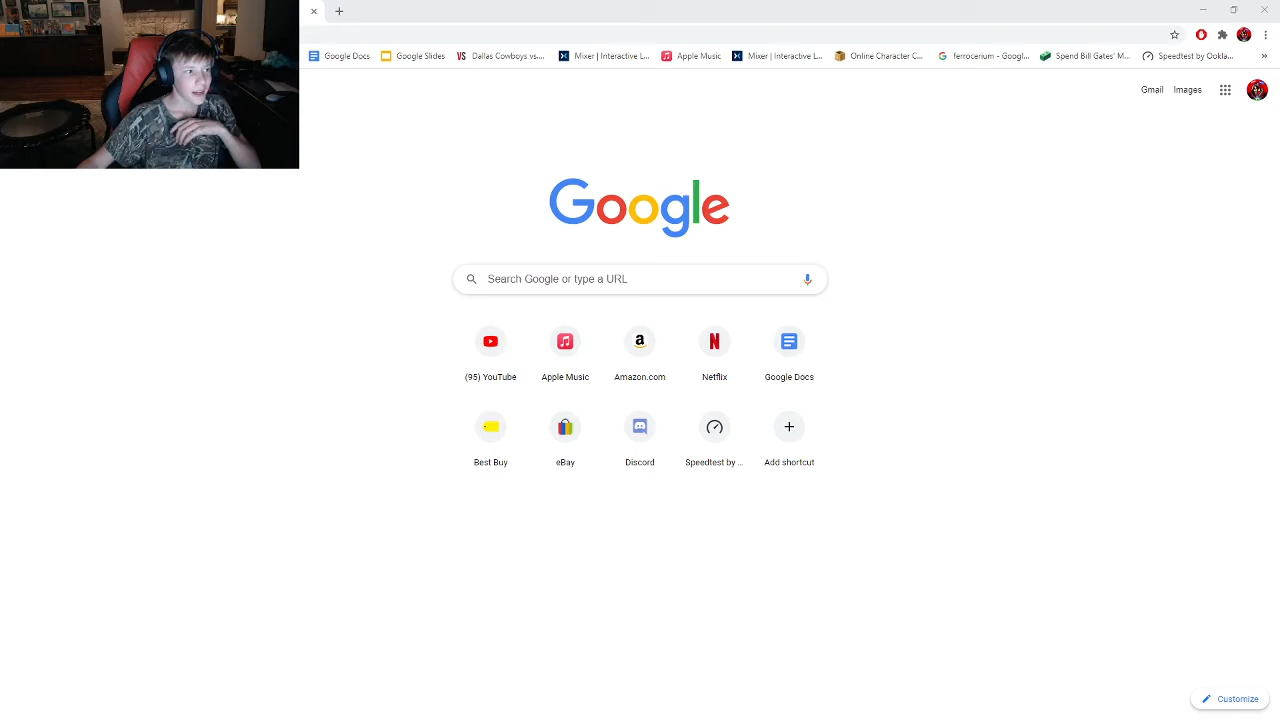 Google Docs Google Slides VS Dallas Cowboys vs.... Mixer | Interactive L... Apple Music Mixer | Interactive L... Online Character C... G ferrocerium - Googl... Spend Bill Gates' M... Speedtest by Ookla... »
Gmail Images
Google
Search Google or type a URL
(95) YouTube Apple Music Amazon.com Netflix Google Docs
Best Buy eBay Discord Speedtest by ... Add shortcut
Customize